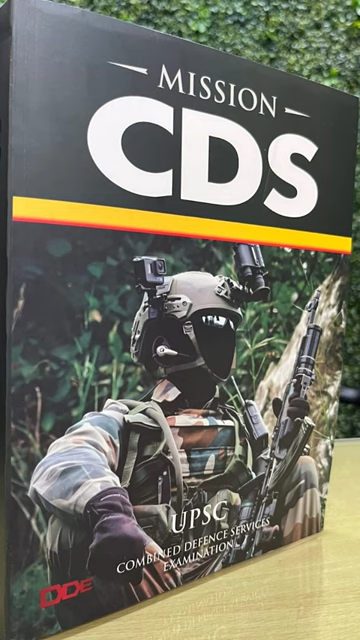 MISSION
CDS
UPSC
COMBINED DEFENCE SERVICES
EXAMINATION
DDE